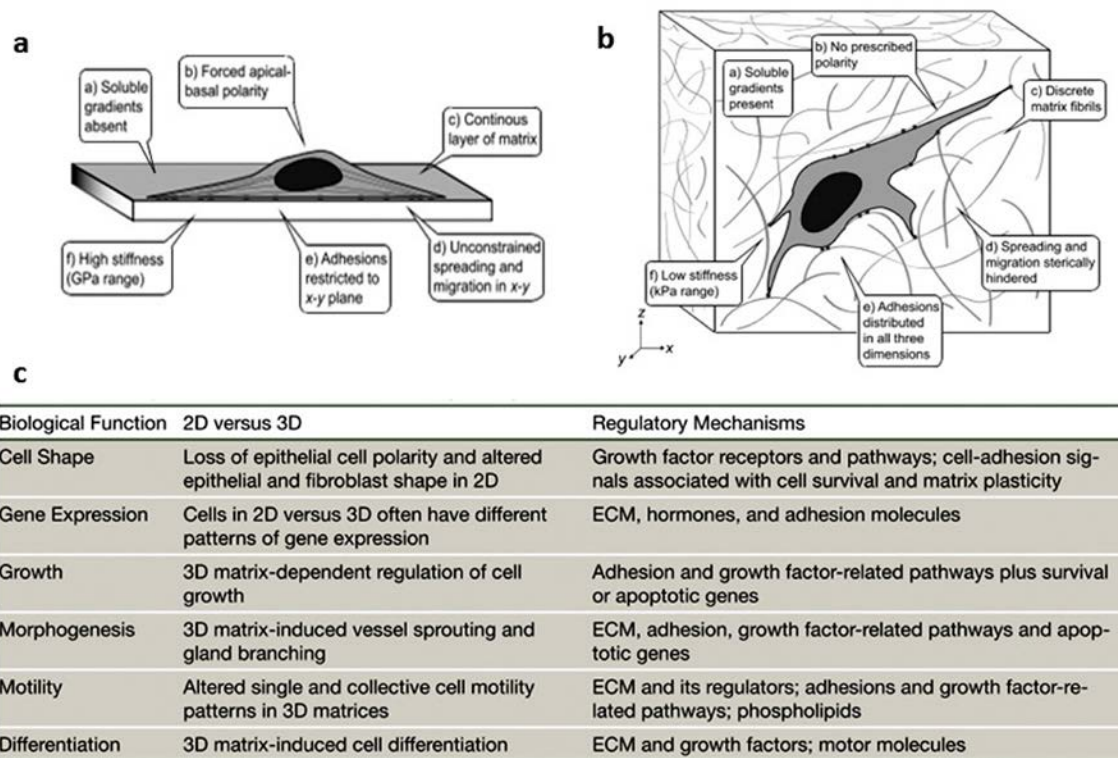 a
a) Soluble
gradients
absent
b) Forced apical-
basal polarity
c) Continous
layer of matrix
f) High stiffness
(GPa range)
e) Adhesions
restricted to
x-y plane
d) Unconstrained
spreading and
migration in x-y
b
b) No prescribed
polarity
a) Soluble
gradients
present
c) Discrete
matrix fibrils
d) Spreading and
migration sterically
hindered
f) Low stiffness
(kPa range)
e) Adhesions
distributed
in all three
dimensions
z
y
x
c
Biological Function 2D versus 3D Regulatory Mechanisms
Cell Shape Loss of epithelial cell polarity and altered Growth factor receptors and pathways; cell-adhesion sig-
epithelial and fibroblast shape in 2D nals associated with cell survival and matrix plasticity
Gene Expression Cells in 2D versus 3D often have different ECM, hormones, and adhesion molecules
patterns of gene expression
Growth 3D matrix-dependent regulation of cell Adhesion and growth factor-related pathways plus survival
growth or apoptotic genes
Morphogenesis 3D matrix-induced vessel sprouting and ECM, adhesion, growth factor-related pathways and apop-
gland branching totic genes
Motility Altered single and collective cell motility ECM and its regulators; adhesions and growth factor-re-
patterns in 3D matrices lated pathways; phospholipids
Differentiation 3D matrix-induced cell differentiation ECM and growth factors; motor molecules